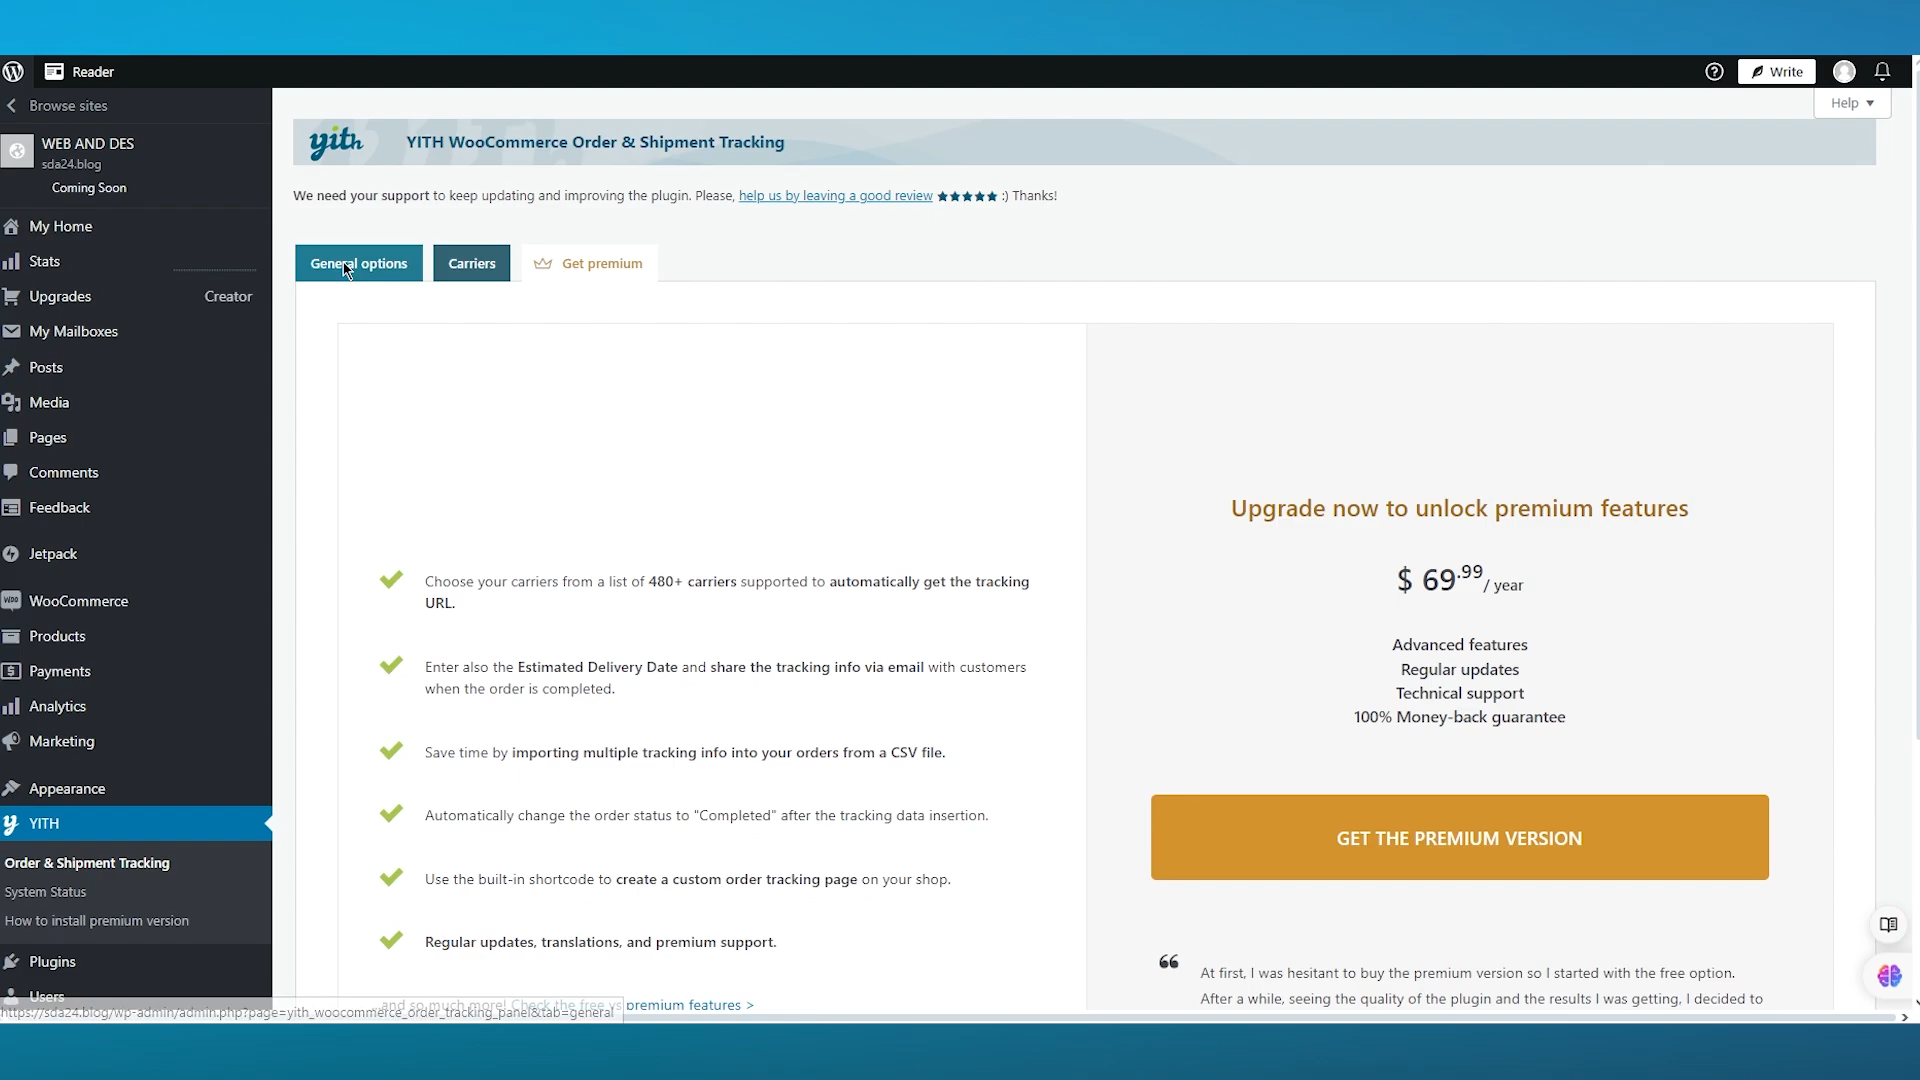 Reader
Write
Browse sites
Help
WEB AND DES
sda24.blog
Coming Soon
yith
YITH WooCommerce Order & Shipment Tracking
We need your support to keep updating and improving the plugin. Please, help us by leaving a good review ★★★★★ :) Thanks!
My Home
Stats
Upgrades Creator
My Mailboxes
Posts
Media
Pages
Comments
Feedback
Jetpack
WooCommerce
Products
Payments
Analytics
Marketing
Appearance
YITH
Order & Shipment Tracking
System Status
How to install premium version
Plugins
Users
General options
Carriers
Get premium
Choose your carriers from a list of 480+ carriers supported to automatically get the tracking
URL.
Enter also the Estimated Delivery Date and share the tracking info via email with customers
when the order is completed.
Save time by importing multiple tracking info into your orders from a CSV file.
Automatically change the order status to "Completed" after the tracking data insertion.
Use the built-in shortcode to create a custom order tracking page on your shop.
Regular updates, translations, and premium support.
and so much more! Check the free vs premium features >
Upgrade now to unlock premium features
$ 69.99/ year
Advanced features
Regular updates
Technical support
100% Money-back guarantee
GET THE PREMIUM VERSION
“ At first, I was hesitant to buy the premium version so I started with the free option.
After a while, seeing the quality of the plugin and the results I was getting, I decided to
https://sda24.blog/wp-admin/admin.php?page=yith_woocommerce_order_tracking_panel&tab=general